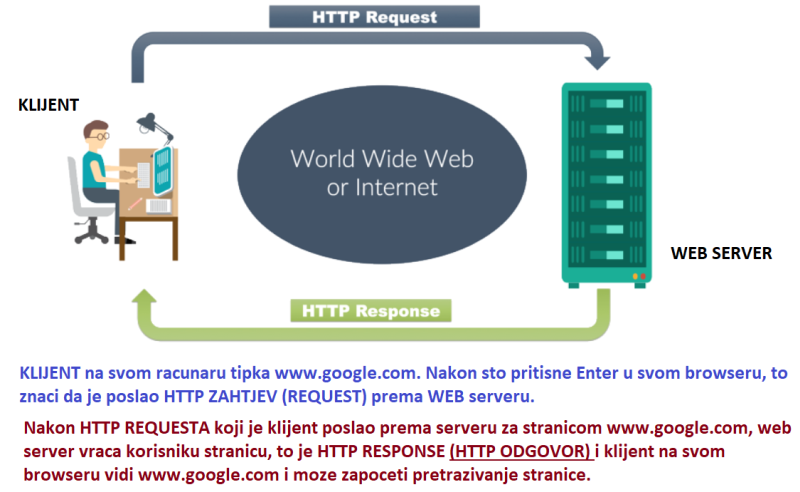 HTTP Request
KLIJENT
World Wide Web
or Internet
WEB SERVER
HTTP Response
KLIJENT na svom racunaru tipka www.google.com. Nakon sto pritisne Enter u svom browseru, to
znaci da je poslao HTTP ZAHTJEV (REQUEST) prema WEB serveru.
Nakon HTTP REQUESTA koji je klijent poslao prema serveru za stranicom www.google.com, web
server vraca korisniku stranicu, to je HTTP RESPONSE (HTTP ODGOVOR) i klijent na svom
browseru vidi www.google.com i moze zapoceti pretrazivanje stranice.